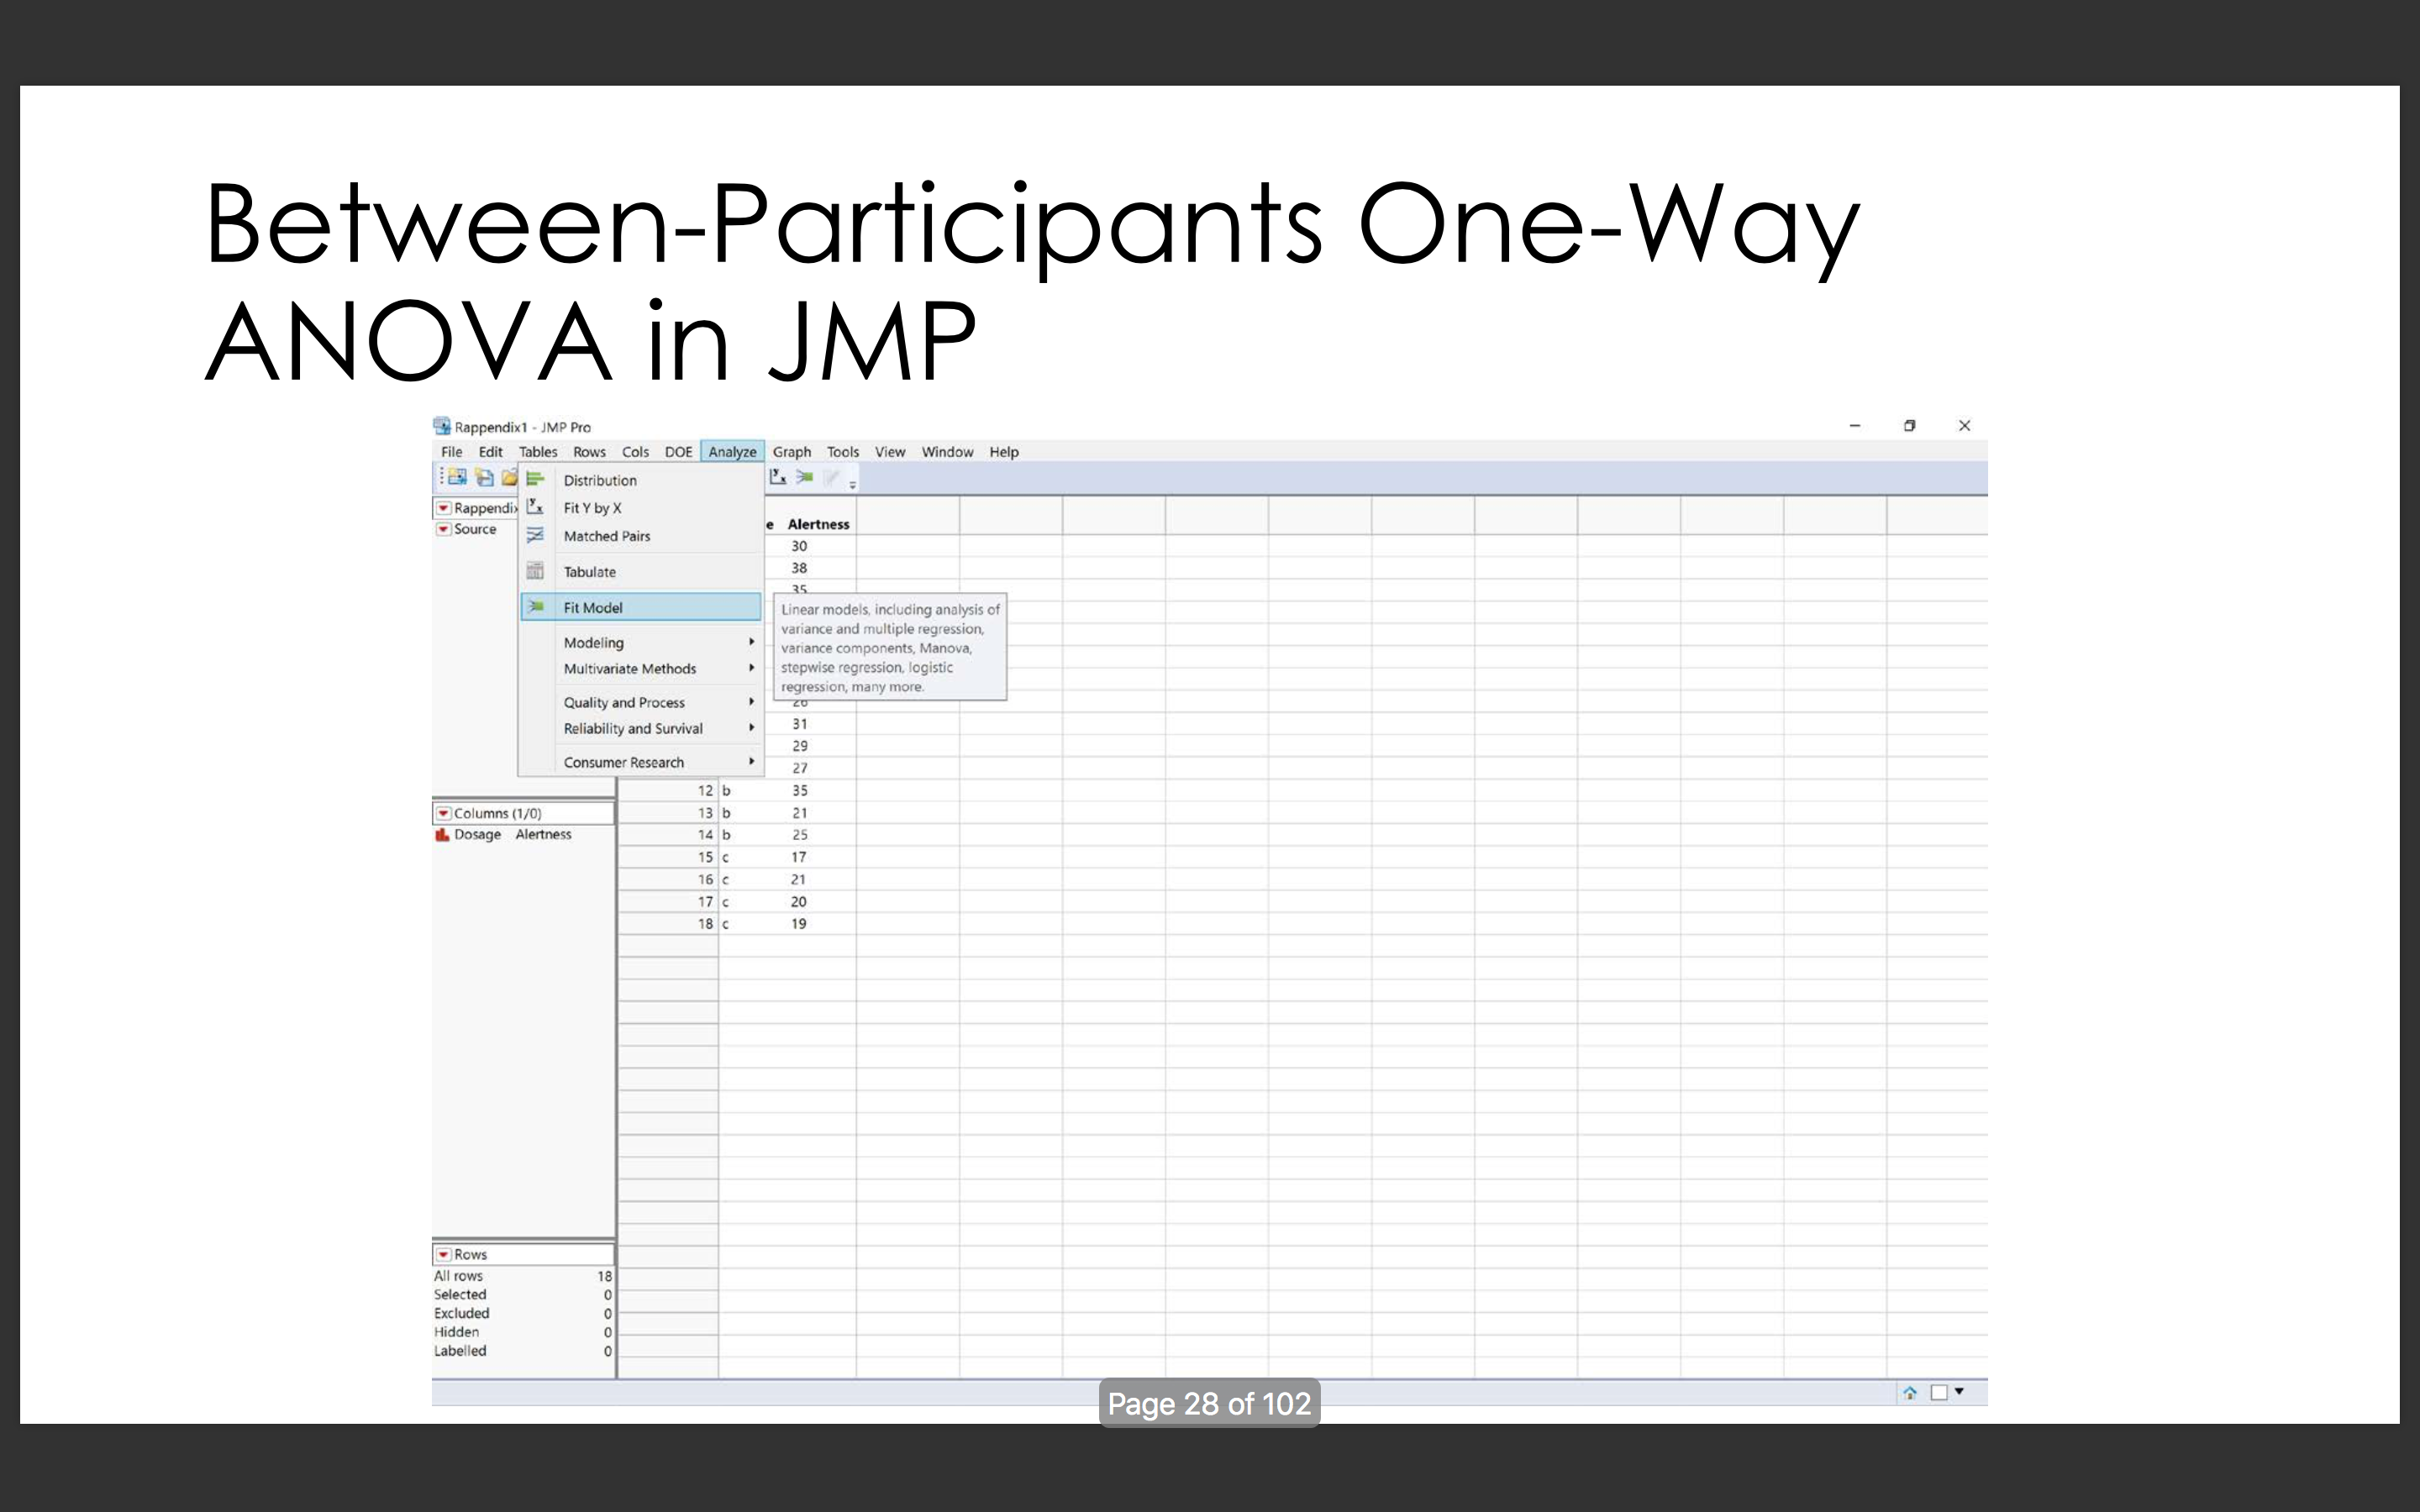 Between-Participants One-Way
ANOVA in JMP
Rappendix1 - JMP Pro
File Edit Tables Rows Cols DOE Analyze Graph Tools View Window Help
Distribution
Fit Y by X
Matched Pairs
Tabulate
Fit Model
Modeling
Multivariate Methods
Quality and Process
Reliability and Survival
Consumer Research
Linear models, including analysis of
variance and multiple regression,
variance components, Manova,
stepwise regression, logistic
regression, many more.
Source
e Alertness
30
38
35
26
31
29
27
12 b 35
13 b 21
14 b 25
15 c 17
16 c 21
17 c 20
18 c 19
Columns (1/0)
Dosage Alertness
Rows
All rows 18
Selected 0
Excluded 0
Hidden 0
Labelled 0
Page 28 of 102